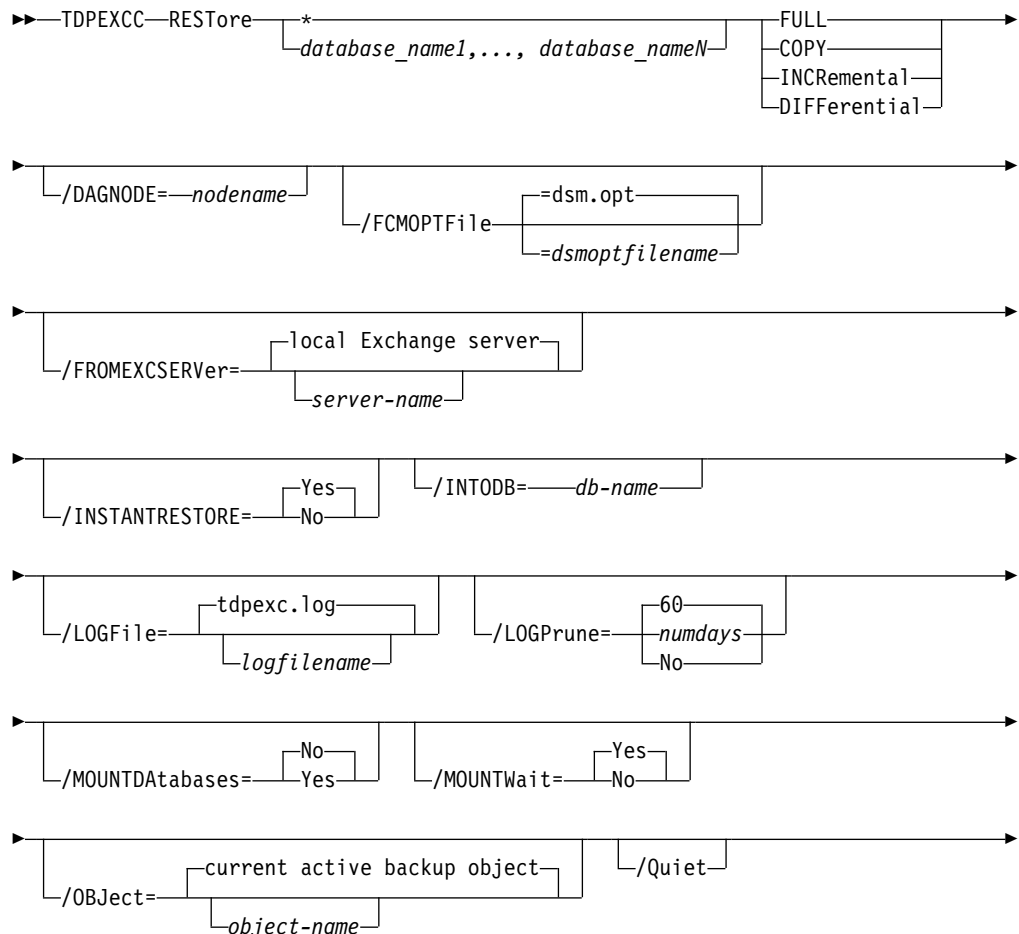 TDPEXCC RESTore * FULL
database_name1,..., database_nameN COPY
INCRemental
DIFFerential
/DAGNODE= nodename
/FCMOPTFile =dsm.opt
=dsmoptfilename
/FROMEXCSERVer= local Exchange server
server-name
/INSTANTRESTORE= Yes
No
/INTODB= db-name
/LOGFile= tdpexc.log
logfilename
/LOGPrune= 60
numdays
No
/MOUNTDAtabases= No
Yes
/MOUNTWait= Yes
No
/OBJect= current active backup object
object-name
/Quiet